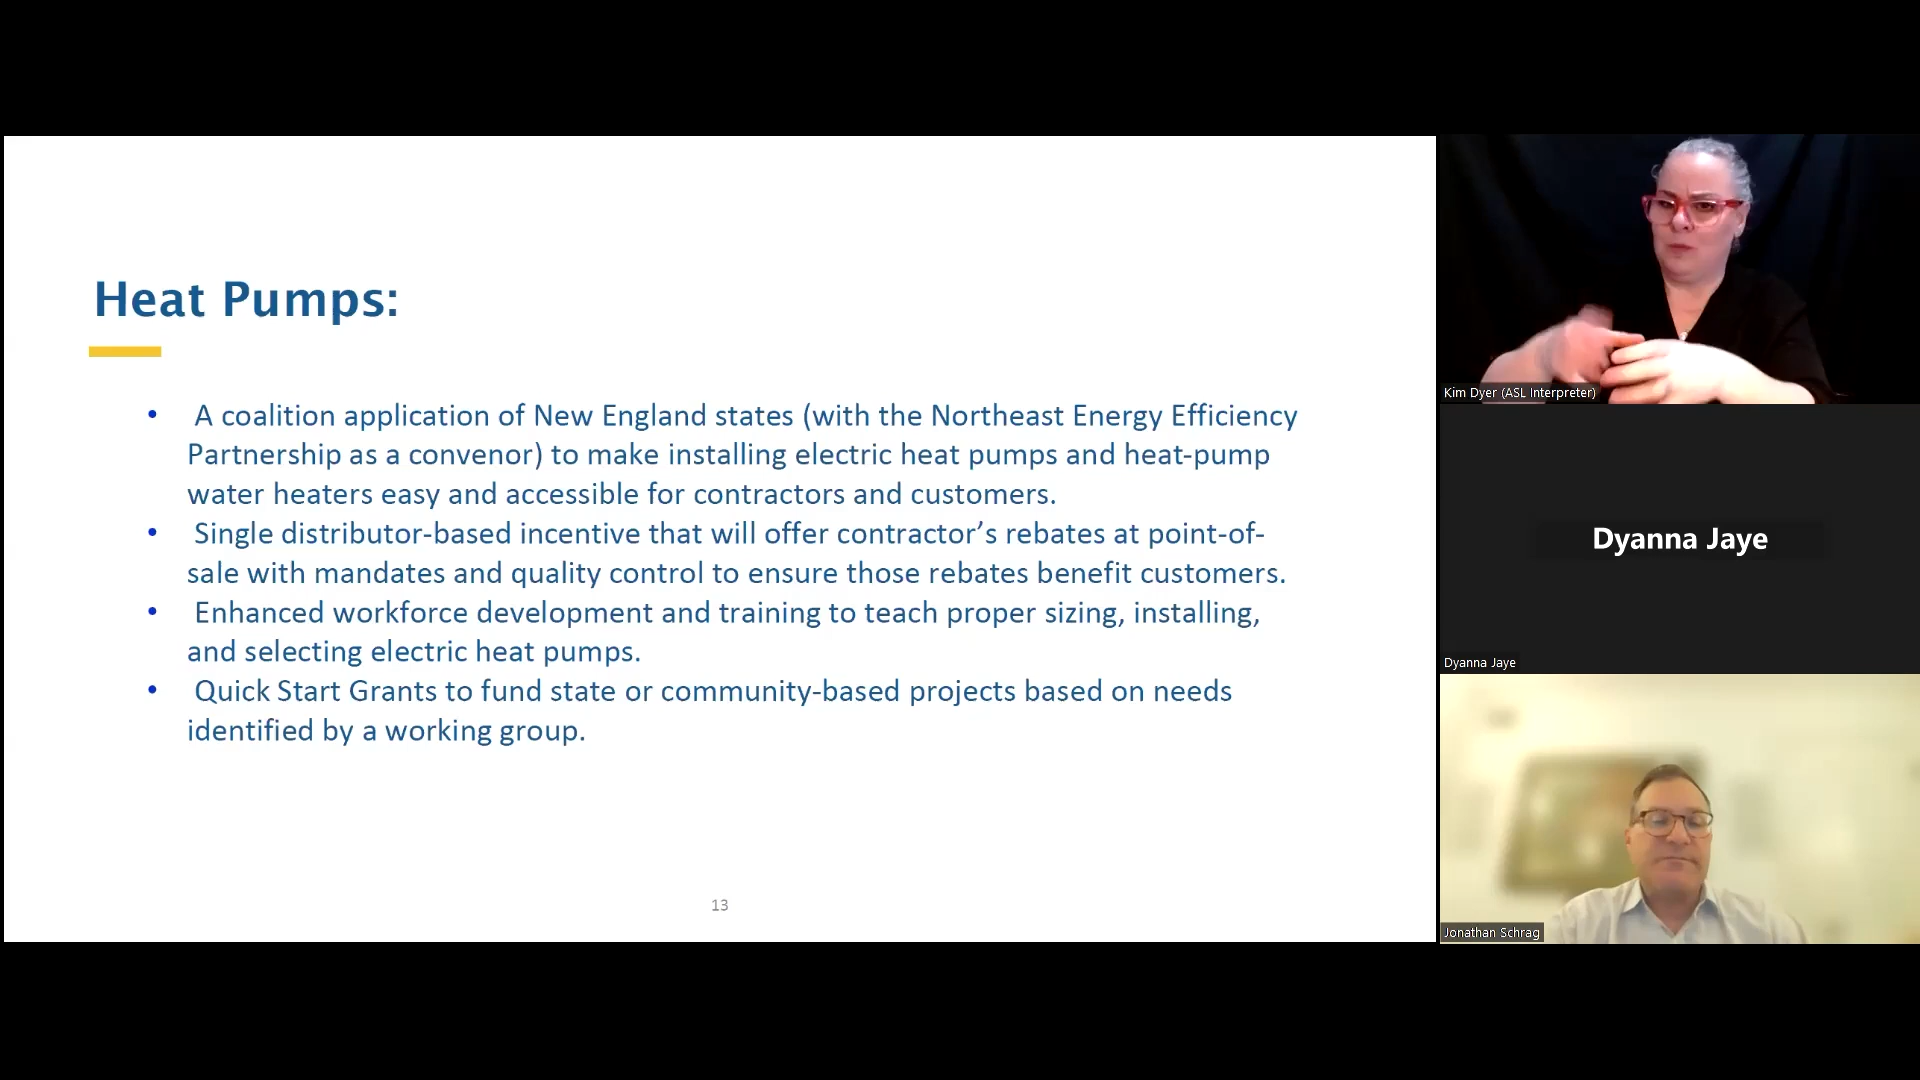 Heat Pumps:
• A coalition application of New England states (with the Northeast Energy Efficiency
Partnership as a convenor) to make installing electric heat pumps and heat-pump
water heaters easy and accessible for contractors and customers.
• Single distributor-based incentive that will offer contractor’s rebates at point-of-
sale with mandates and quality control to ensure those rebates benefit customers.
• Enhanced workforce development and training to teach proper sizing, installing,
and selecting electric heat pumps.
• Quick Start Grants to fund state or community-based projects based on needs
identified by a working group.
13
Kim Dyer (ASL Interpreter)
Dyanna Jaye
Dyanna Jaye
Jonathan Schrag